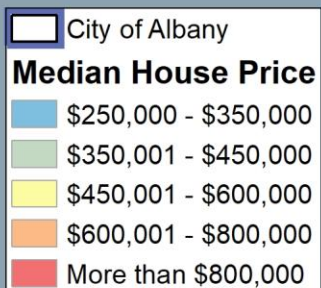 City of Albany
Median House Price
$250,000 - $350,000
$350,001 - $450,000
$450,001 - $600,000
$600,001 - $800,000
More than $800,000